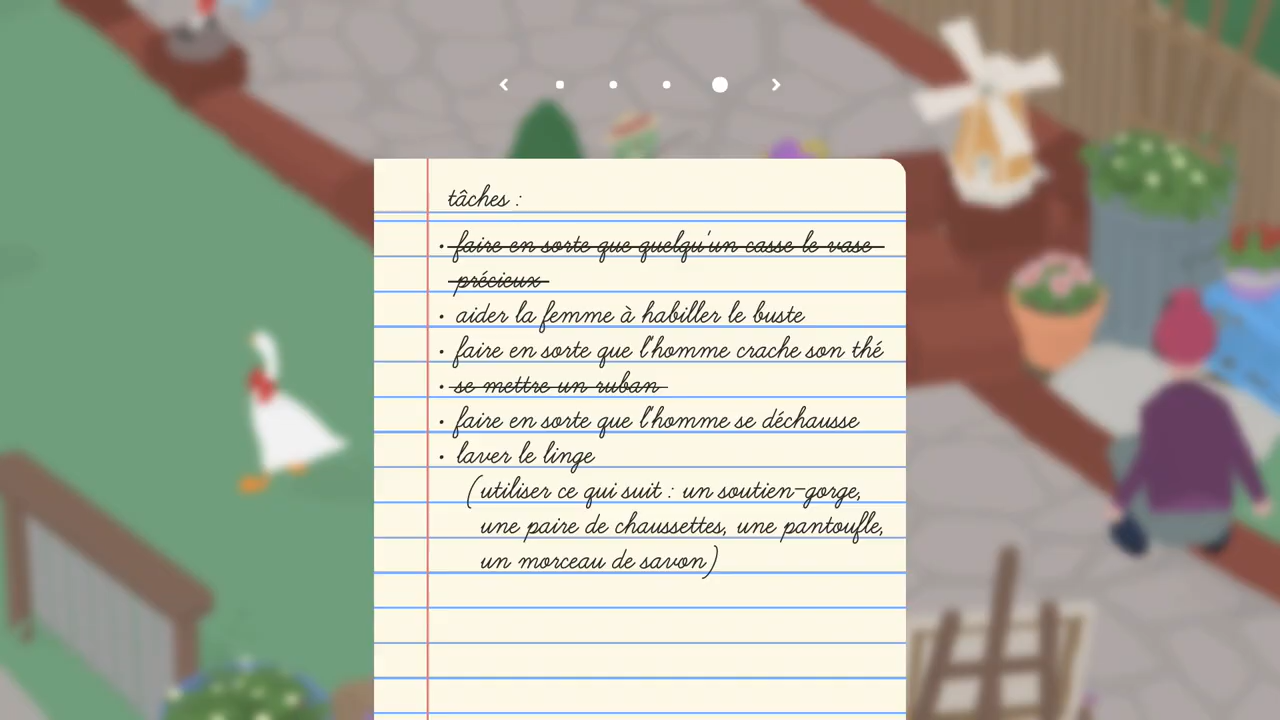 tâches :
• faire en sorte que quelqu'un casse le vase
précieux
• aider la femme à habiller le buste
• faire en sorte que l'homme crache son thé
• se mettre un ruban
• faire en sorte que l'homme se déchausse
• laver le linge
(utiliser ce qui suit : un soutien-gorge,
une paire de chaussettes, une pantoufle,
un morceau de savon)